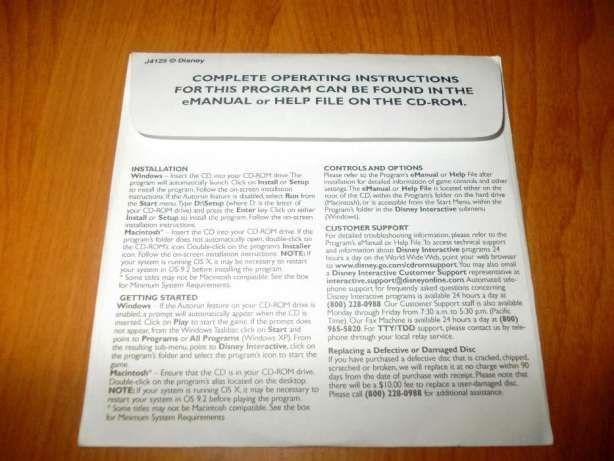 J4125 © Disney
COMPLETE OPERATING INSTRUCTIONS
FOR THIS PROGRAM CAN BE FOUND IN THE
eMANUAL or HELP FILE ON THE CD-ROM.
INSTALLATION
Windows – Insert the CD into your CD-ROM drive. The
program will automatically launch. Click on Install or Setup
to install the program. Follow the on-screen installation
instructions. If the Autorun feature is disabled, select Run from
the Start menu. Type D:\Setup (where D: is the letter of
your CD-ROM drive) and press the Enter key. Click on either
Install or Setup to install the program. Follow the on-screen
installation instructions.
Macintosh* – Insert the CD into your CD-ROM drive. If the
program's folder does not automatically open, double-click on
the CD-ROM's icon. Double-click on the program's Installer
icon. Follow the on-screen installation instructions. NOTE: If
your system is running OS X, it may be necessary to restart
your system in OS 9.2 before installing the program.
* Some titles may not be Macintosh compatible. See the box
for Minimum System Requirements.
GETTING STARTED
Windows – If the Autorun feature on your CD-ROM drive is
enabled, a prompt will automatically appear when the CD is
inserted. Click on Play to start the game. If the prompt does
not appear, from the Windows Taskbar, click on Start and
point to Programs or All Programs (Windows XP). From
the resulting sub-menu, point to Disney Interactive, click on
the program's folder and select the program's icon to start the
game.
Macintosh* – Ensure that the CD is in your CD-ROM drive.
Double-click on the program's alias located on the desktop.
NOTE: If your system is running OS X, it may be necessary to
restart your system in OS 9.2 before playing the program.
* Some titles may not be Macintosh compatible. See the box
for Minimum System Requirements
CONTROLS AND OPTIONS
Please refer to the Program's eManual or Help File after
installation for detailed information of game controls and other
settings. The eManual or Help File is located either on the
root of the CD, within the Program's folder on the hard drive
(Macintosh), or is accessible from the Start Menu, within the
Program's folder in the Disney Interactive submenu
(Windows).
CUSTOMER SUPPORT
For detailed troubleshooting information, please refer to the
Program's eManual or Help File. To access technical support
and information about Disney Interactive programs 24
hours a day on the World Wide Web, point your web browser
to www.disney.go.com/cdromsupport. You may also email
a Disney Interactive Customer Support representative at
interactive.support@disneyonline.com. Automated tele-
phone support for frequently asked questions concerning
Disney Interactive programs is available 24 hours a day at
(800) 228-0988. Our Customer Support staff is also available
Monday through Friday from 7:30 a.m. to 5:30 p.m. (Pacific
Time). Our Fax Machine is available 24 hours a day at (800)
965-5820. For TTY/TDD support, please contact us by tele-
phone through your local relay service.
Replacing a Defective or Damaged Disc
If you have purchased a defective disc that is cracked, chipped,
scratched or broken, we will replace it at no charge within 90
days from the date of purchase with receipt. Please note that
there will be a $10.00 fee to replace a user-damaged disc.
Please call (800) 228-0988 for additional assistance.